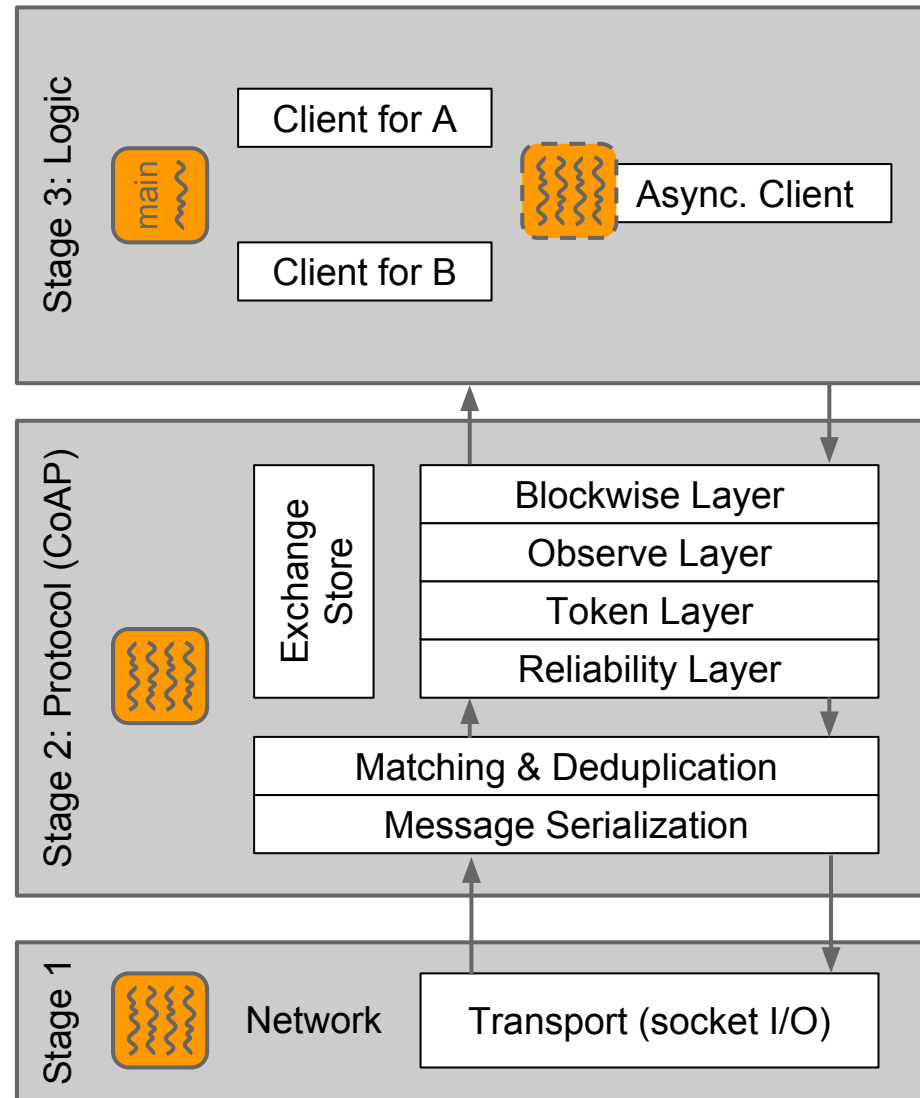 Stage 3: Logic
main
Client for A
Async. Client
Client for B
Stage 2: Protocol (CoAP)
Exchange
Store
Blockwise Layer
Observe Layer
Token Layer
Reliability Layer
Matching & Deduplication
Message Serialization
Stage 1
Network
Transport (socket I/O)